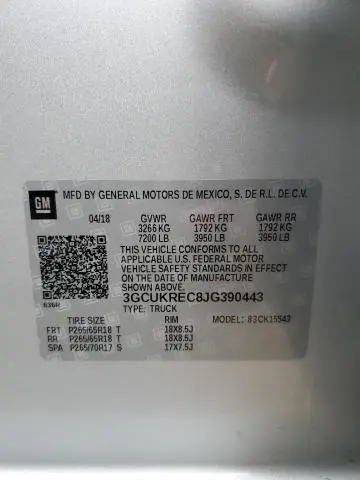 GM
MFD BY GENERAL MOTORS DE MEXICO, S. DE R.L. DE C.V.
04/18 GVWR GAWR FRT GAWR RR
3266 KG 1792 KG 1792 KG
7200 LB 3950 LB 3950 LB
THIS VEHICLE CONFORMS TO ALL
APPLICABLE U.S. FEDERAL MOTOR
VEHICLE SAFETY STANDARDS IN EFFECT
ON THE DATE OF MANUFACTURE
SHOWN ABOVE.
3GCUKREC8JG390443
TYPE: TRUCK
TIRE SIZE RIM MODEL:
FRT P265/65R18 T 18X8.5J
RR P265/65R18 T 18X8.5J
SPA P265/70R17 S 17X7.5J